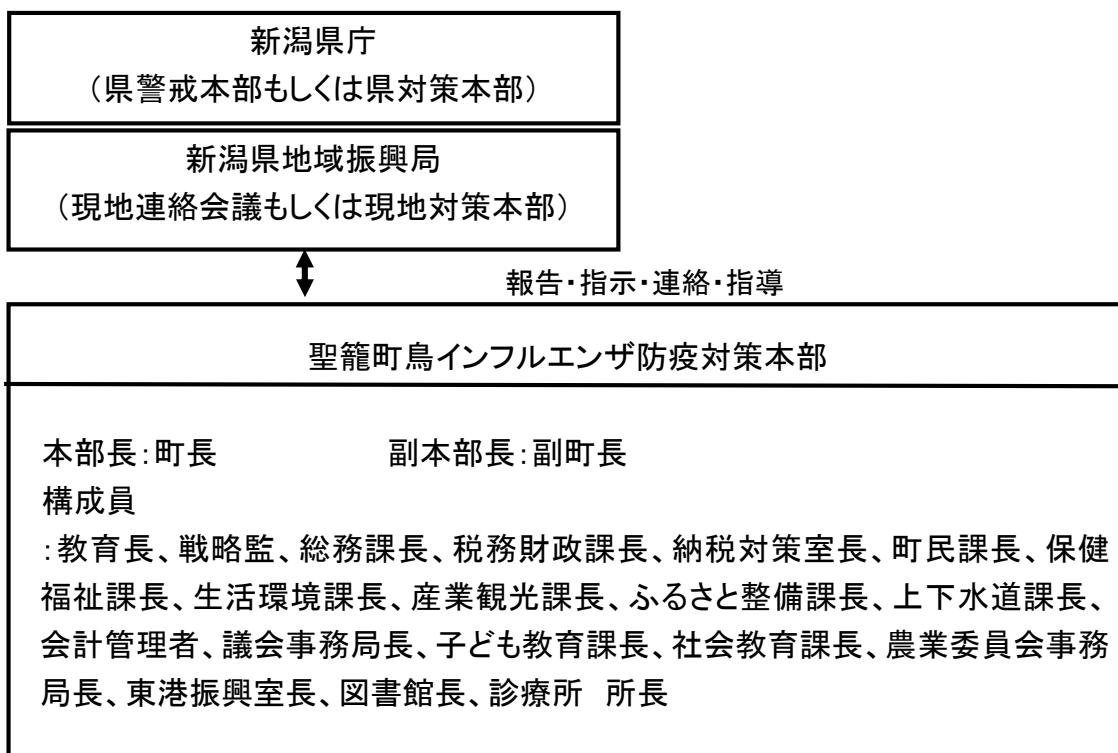 新潟県庁
（県警戒本部もしくは県対策本部）
新潟県地域振興局
（現地連絡会議もしくは現地対策本部）
報告・指示・連絡・指導
聖籠町鳥インフルエンザ防疫対策本部
本部長：町長　副本部長：副町長
構成員
：教育長、戦略監、総務課長、税務財政課長、納税対策室長、町民課長、保健
福祉課長、生活環境課長、産業観光課長、ふるさと整備課長、上下水道課長、
会計管理者、議会事務局長、子ども教育課長、社会教育課長、農業委員会事務
局長、東港振興室長、図書館長、診療所　所長